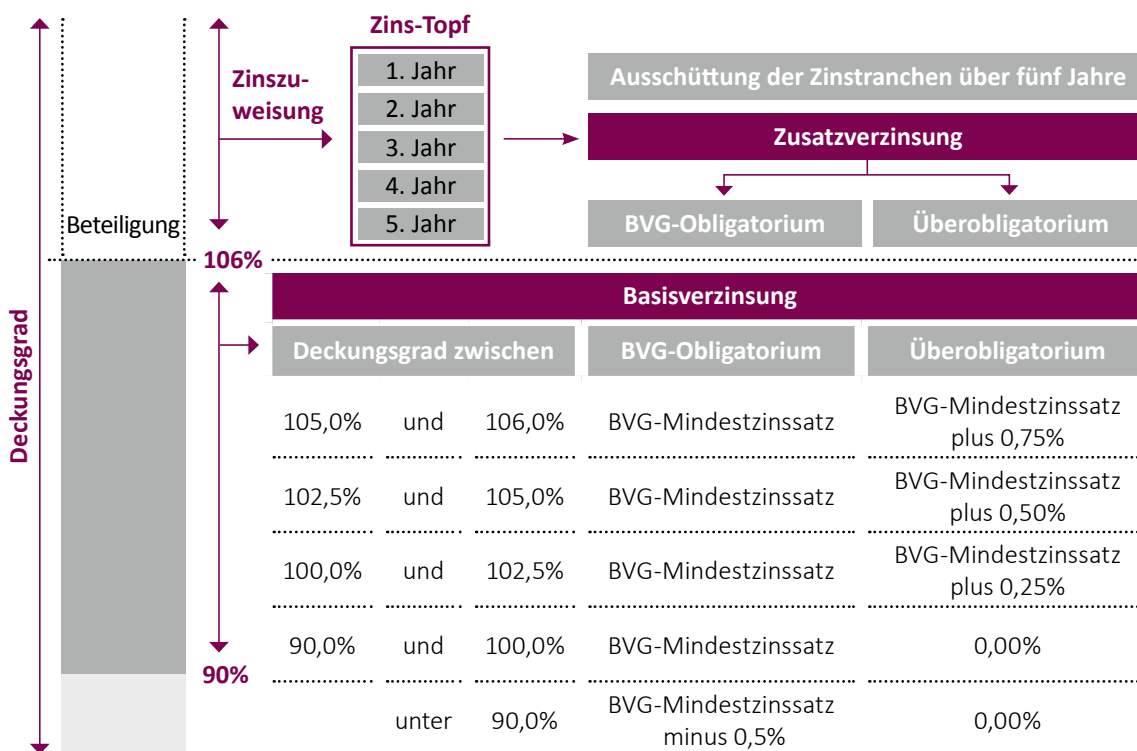 Zins-Topf
Zinszu-
weisung
1. Jahr
2. Jahr
3. Jahr
4. Jahr
5. Jahr
Ausschüttung der Zinstranchen über fünf Jahre
Zusatzverzinsung
BVG-Obligatorium Überobligatorium
Beteiligung
106%
Deckungsgrad
Basisverzinsung
Deckungsgrad zwischen BVG-Obligatorium Überobligatorium
105,0% und 106,0% BVG-Mindestzinssatz BVG-Mindestzinssatz
plus 0,75%
102,5% und 105,0% BVG-Mindestzinssatz BVG-Mindestzinssatz
plus 0,50%
100,0% und 102,5% BVG-Mindestzinssatz BVG-Mindestzinssatz
plus 0,25%
90,0% und 100,0% BVG-Mindestzinssatz 0,00%
90%
unter 90,0% BVG-Mindestzinssatz
minus 0,5% 0,00%